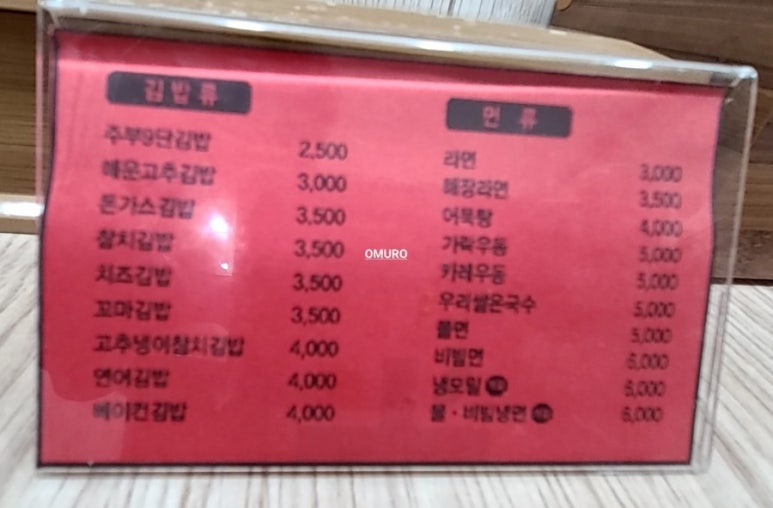 김밥류
주부9단김밥 2,500
매운고추김밥 3,000
돈가스김밥 3,500
참치김밥 3,500
치즈김밥 3,500
꼬마김밥 3,500
고추냉이참치김밥 4,000
연어김밥 4,000
베이컨김밥 4,000
면 류
라면 3,000
해장라면 3,500
어묵탕 4,000
가락우동 5,000
카레우동 5,000
우리쌀온국수 5,000
쫄면 5,000
비빔면 6,000
냉모밀 6,000
물·비빔냉면 6,000
OMURO